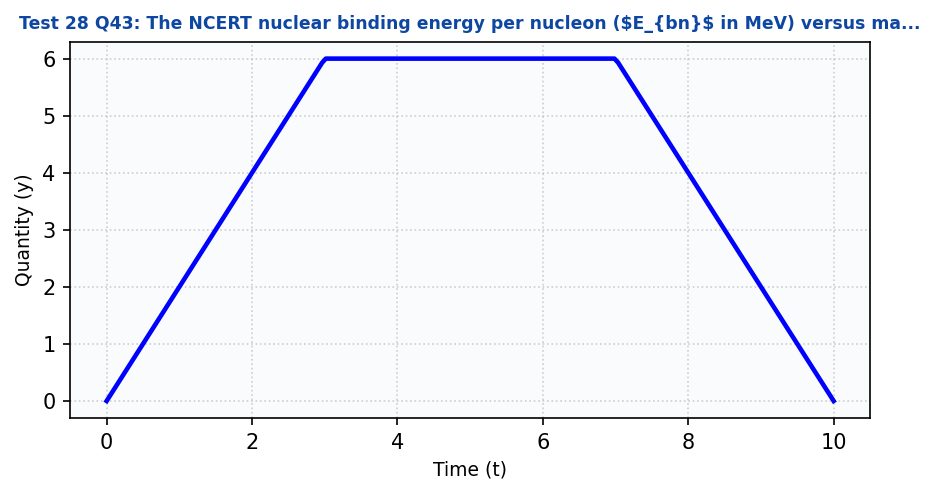 Test 28 Q43: The NCERT nuclear binding energy per nucleon ($E_{bn}$ in MeV) versus ma...
6
5
4
3
2
1
0
Quantity (y)
0 2 4 6 8 10
Time (t)